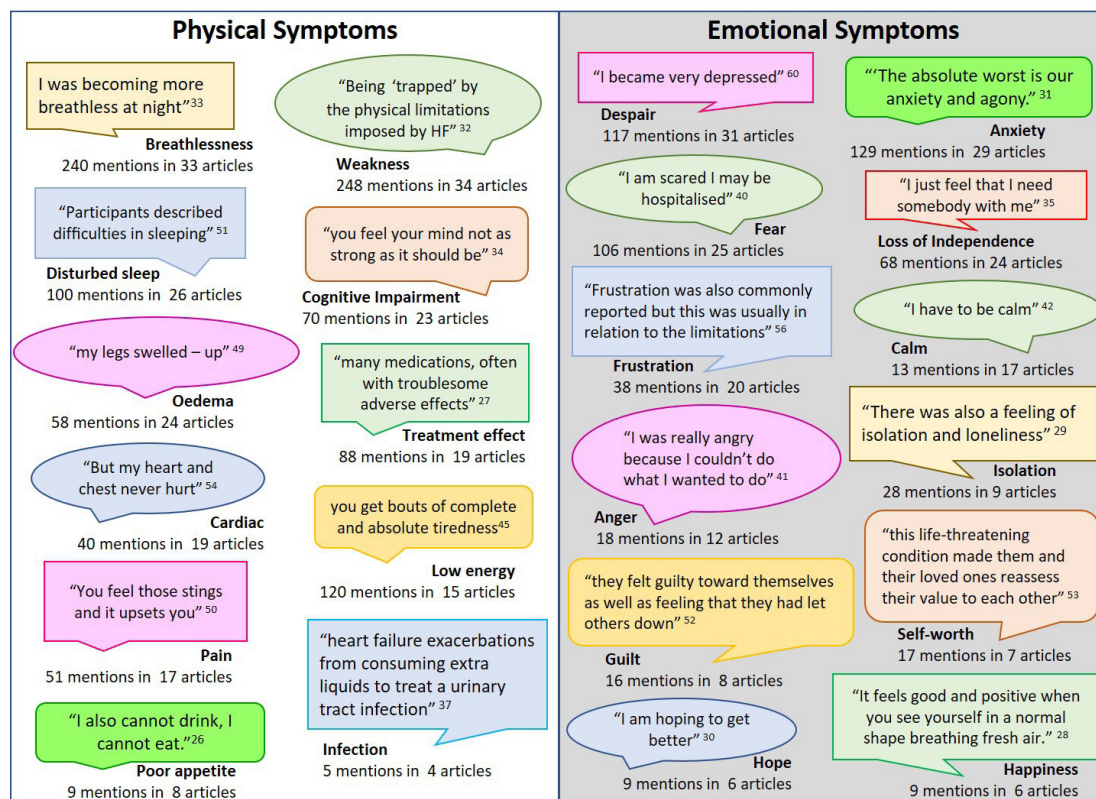 Physical Symptoms
I was becoming more
breathless at night”33
Breathlessness
240 mentions in 33 articles
“Being ‘trapped’ by
the physical limitations
imposed by HF” 32
Weakness
248 mentions in 34 articles
“Participants described
difficulties in sleeping” 51
Disturbed sleep
100 mentions in 26 articles
“you feel your mind not as
strong as it should be” 34
Cognitive Impairment
70 mentions in 23 articles
“my legs swelled – up” 49
Oedema
58 mentions in 24 articles
“many medications, often
with troublesome
adverse effects” 27
Treatment effect
88 mentions in 19 articles
“But my heart and
chest never hurt” 54
Cardiac
40 mentions in 19 articles
you get bouts of complete
and absolute tiredness45
Low energy
120 mentions in 15 articles
“You feel those stings
and it upsets you” 50
Pain
51 mentions in 17 articles
“heart failure exacerbations
from consuming extra
liquids to treat a urinary
tract infection” 37
Infection
5 mentions in 4 articles
“I also cannot drink, I
cannot eat.”26
Poor appetite
9 mentions in 8 articles
Emotional Symptoms
“I became very depressed” 60
Despair
117 mentions in 31 articles
“‘The absolute worst is our
anxiety and agony.” 31
Anxiety
129 mentions in 29 articles
“I am scared I may be
hospitalised” 40
Fear
106 mentions in 25 articles
“I just feel that I need
somebody with me” 35
Loss of Independence
68 mentions in 24 articles
“Frustration was also commonly
reported but this was usually in
relation to the limitations” 56
Frustration
38 mentions in 20 articles
“I have to be calm” 42
Calm
13 mentions in 17 articles
“I was really angry
because I couldn’t do
what I wanted to do” 41
Anger
18 mentions in 12 articles
“There was also a feeling of
isolation and loneliness” 29
Isolation
28 mentions in 9 articles
“they felt guilty toward themselves
as well as feeling that they had let
others down” 52
Guilt
16 mentions in 8 articles
“this life-threatening
condition made them and
their loved ones reassess
their value to each other” 53
Self-worth
17 mentions in 7 articles
“I am hoping to get
better” 30
Hope
9 mentions in 6 articles
“It feels good and positive when
you see yourself in a normal
shape breathing fresh air.” 28
Happiness
9 mentions in 6 articles